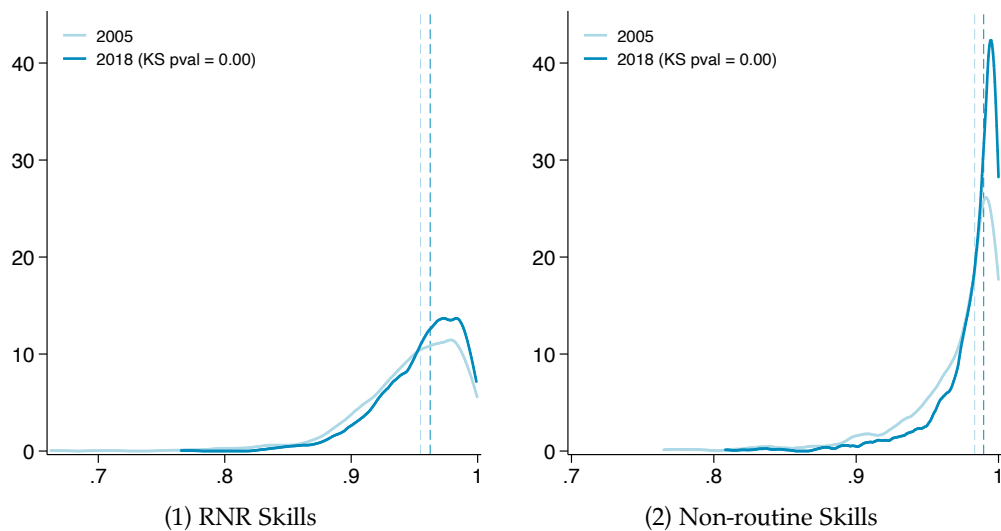 2005
2018 (KS pval = 0.00)
40
30
20
10
0
.7 .8 .9 1
(1) RNR Skills
2005
2018 (KS pval = 0.00)
40
30
20
10
0
.7 .8 .9 1
(2) Non-routine Skills